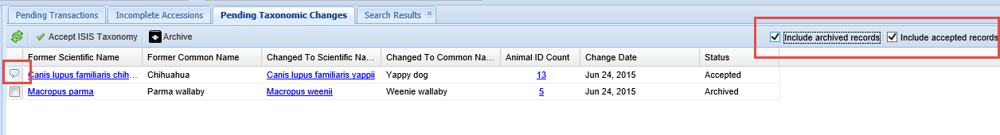 Pending Transactions Incomplete Accessions Pending Taxonomic Changes Search Results
Accept ISIS Taxonomy Archive Include archived records Include accepted records
Former Scientific Name Former Common Name Changed To Scientific Na... Changed To Common Na... Animal ID Count Change Date Status
Canis lupus familiaris chih... Chihuahua Canis lupus familiaris yappii Yappy dog 13 Jun 24, 2015 Accepted
Macropus parma Parma wallaby Macropus weenii Weenie wallaby 5 Jun 24, 2015 Archived